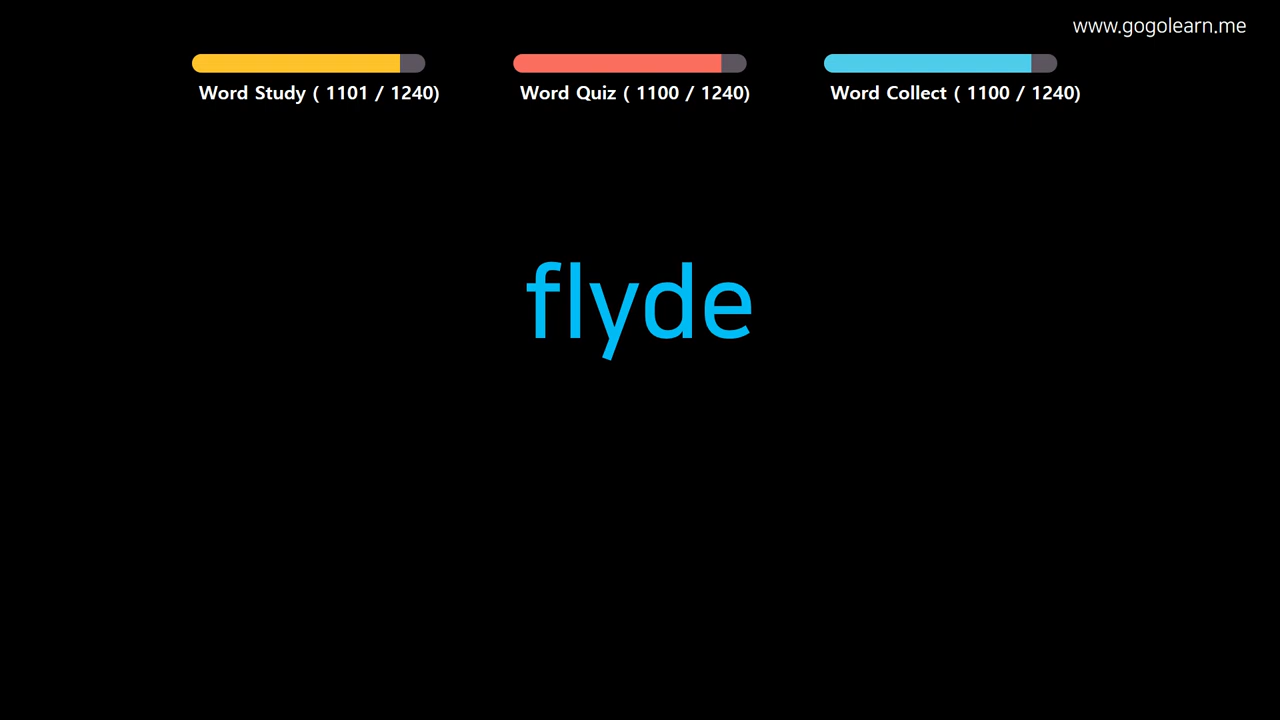 www.gogolearn.me
Word Study ( 1101 / 1240)
Word Quiz ( 1100 / 1240)
Word Collect ( 1100 / 1240)
flyde